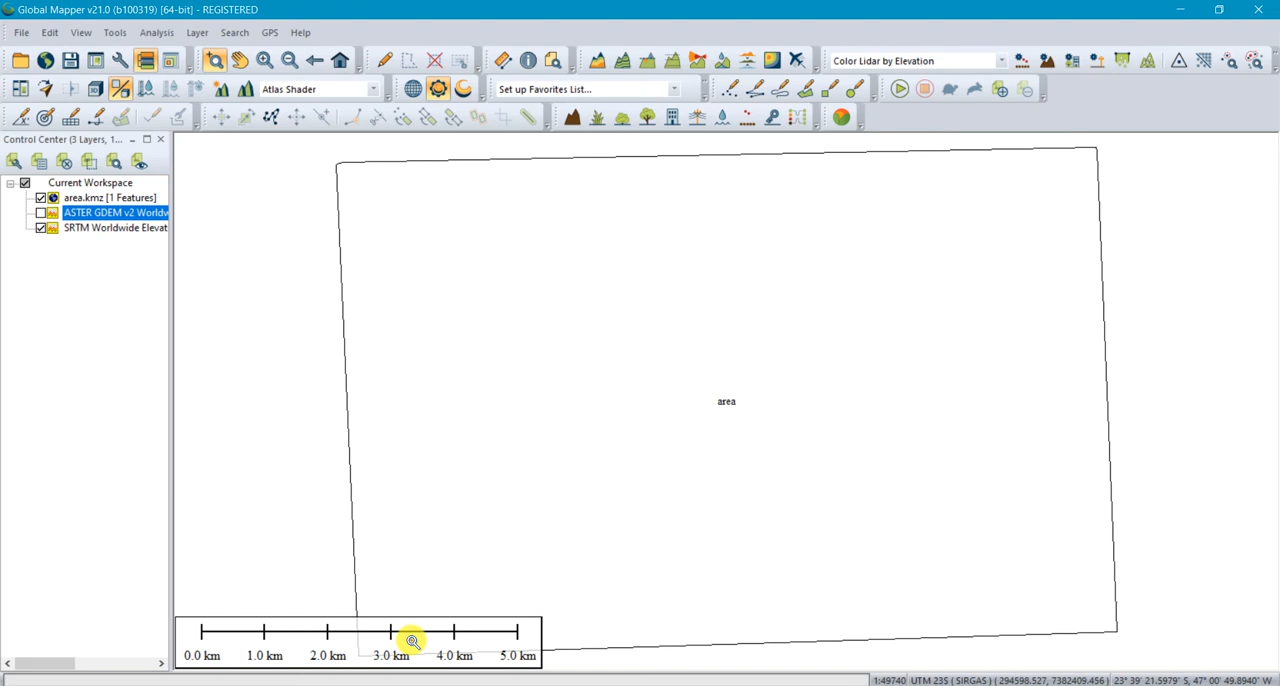 Global Mapper v21.0 (b100319) [64-bit] - REGISTERED
File Edit View Tools Analysis Layer Search GPS Help
Color Lidar by Elevation
Atlas Shader
Set up Favorites List...
Control Center (3 Layers, 1...
Current Workspace
area.kmz [1 Features]
ASTER GDEM v2 Worldw
SRTM Worldwide Elevat
area
0.0 km 1.0 km 2.0 km 3.0 km 4.0 km 5.0 km
1:49740 UTM 23S ( SIRGAS ) ( 294598.527, 7382409.456 ) 23° 39' 21.5979" S, 47° 00' 49.8940" W